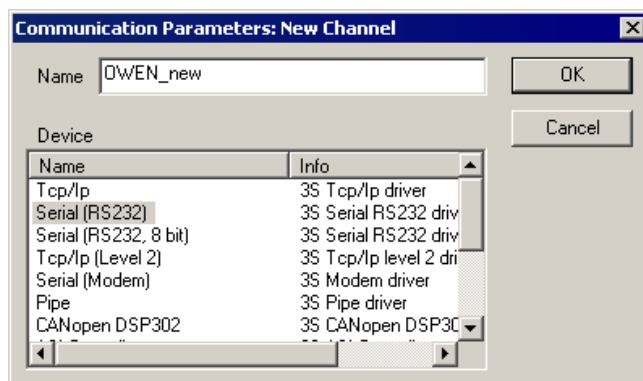 Communication Parameters: New Channel
Name OWEN_new
OK
Cancel
Device
Name Info
Tcp/Ip 3S Tcp/Ip driver
Serial (RS232) 3S Serial RS232 driv
Serial (RS232, 8 bit) 3S Serial RS232 driv
Tcp/Ip (Level 2) 3S Tcp/Ip level 2 dri
Serial (Modem) 3S Modem driver
Pipe 3S Pipe driver
CANopen DSP302 3S CANopen DSP30